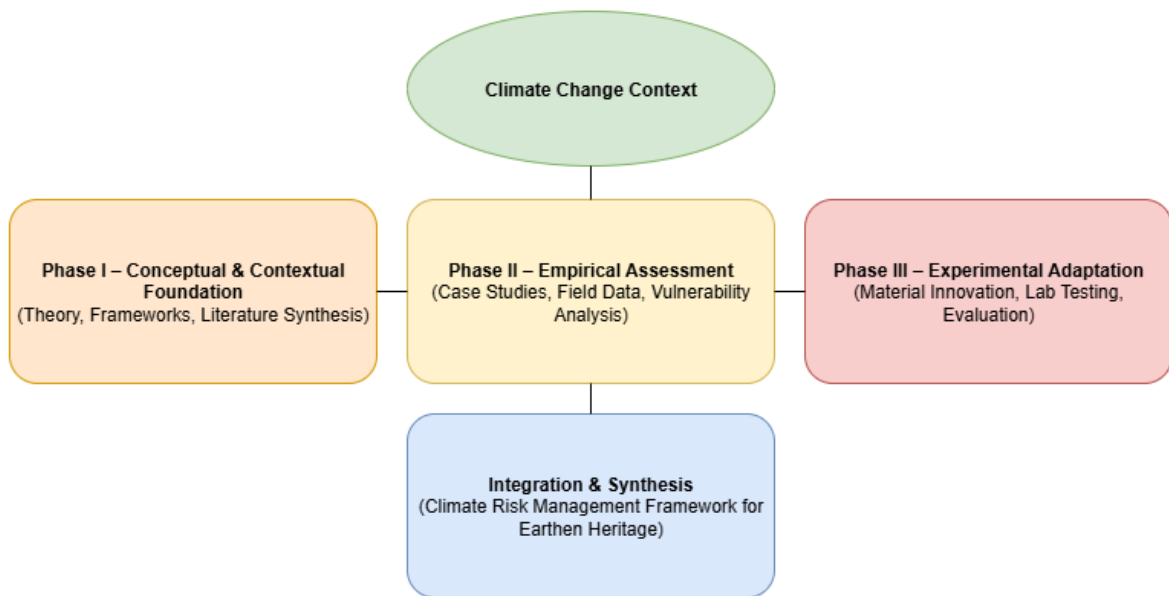 Climate Change Context
Phase I – Conceptual & Contextual
Foundation
(Theory, Frameworks, Literature Synthesis)
Phase II – Empirical Assessment
(Case Studies, Field Data, Vulnerability
Analysis)
Phase III – Experimental Adaptation
(Material Innovation, Lab Testing,
Evaluation)
Integration & Synthesis
(Climate Risk Management Framework for
Earthen Heritage)